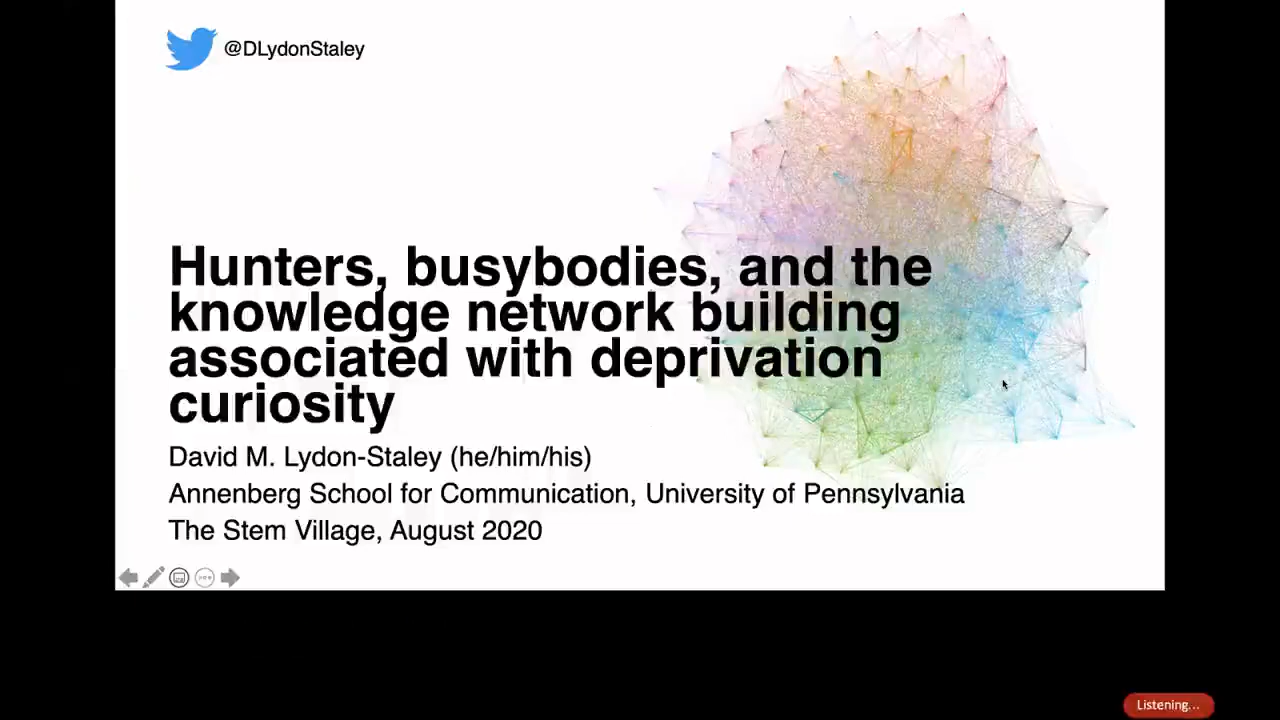 @DLydonStaley
Hunters, busybodies, and the
knowledge network building
associated with deprivation
curiosity
David M. Lydon-Staley (he/him/his)
Annenberg School for Communication, University of Pennsylvania
The Stem Village, August 2020
Listening...